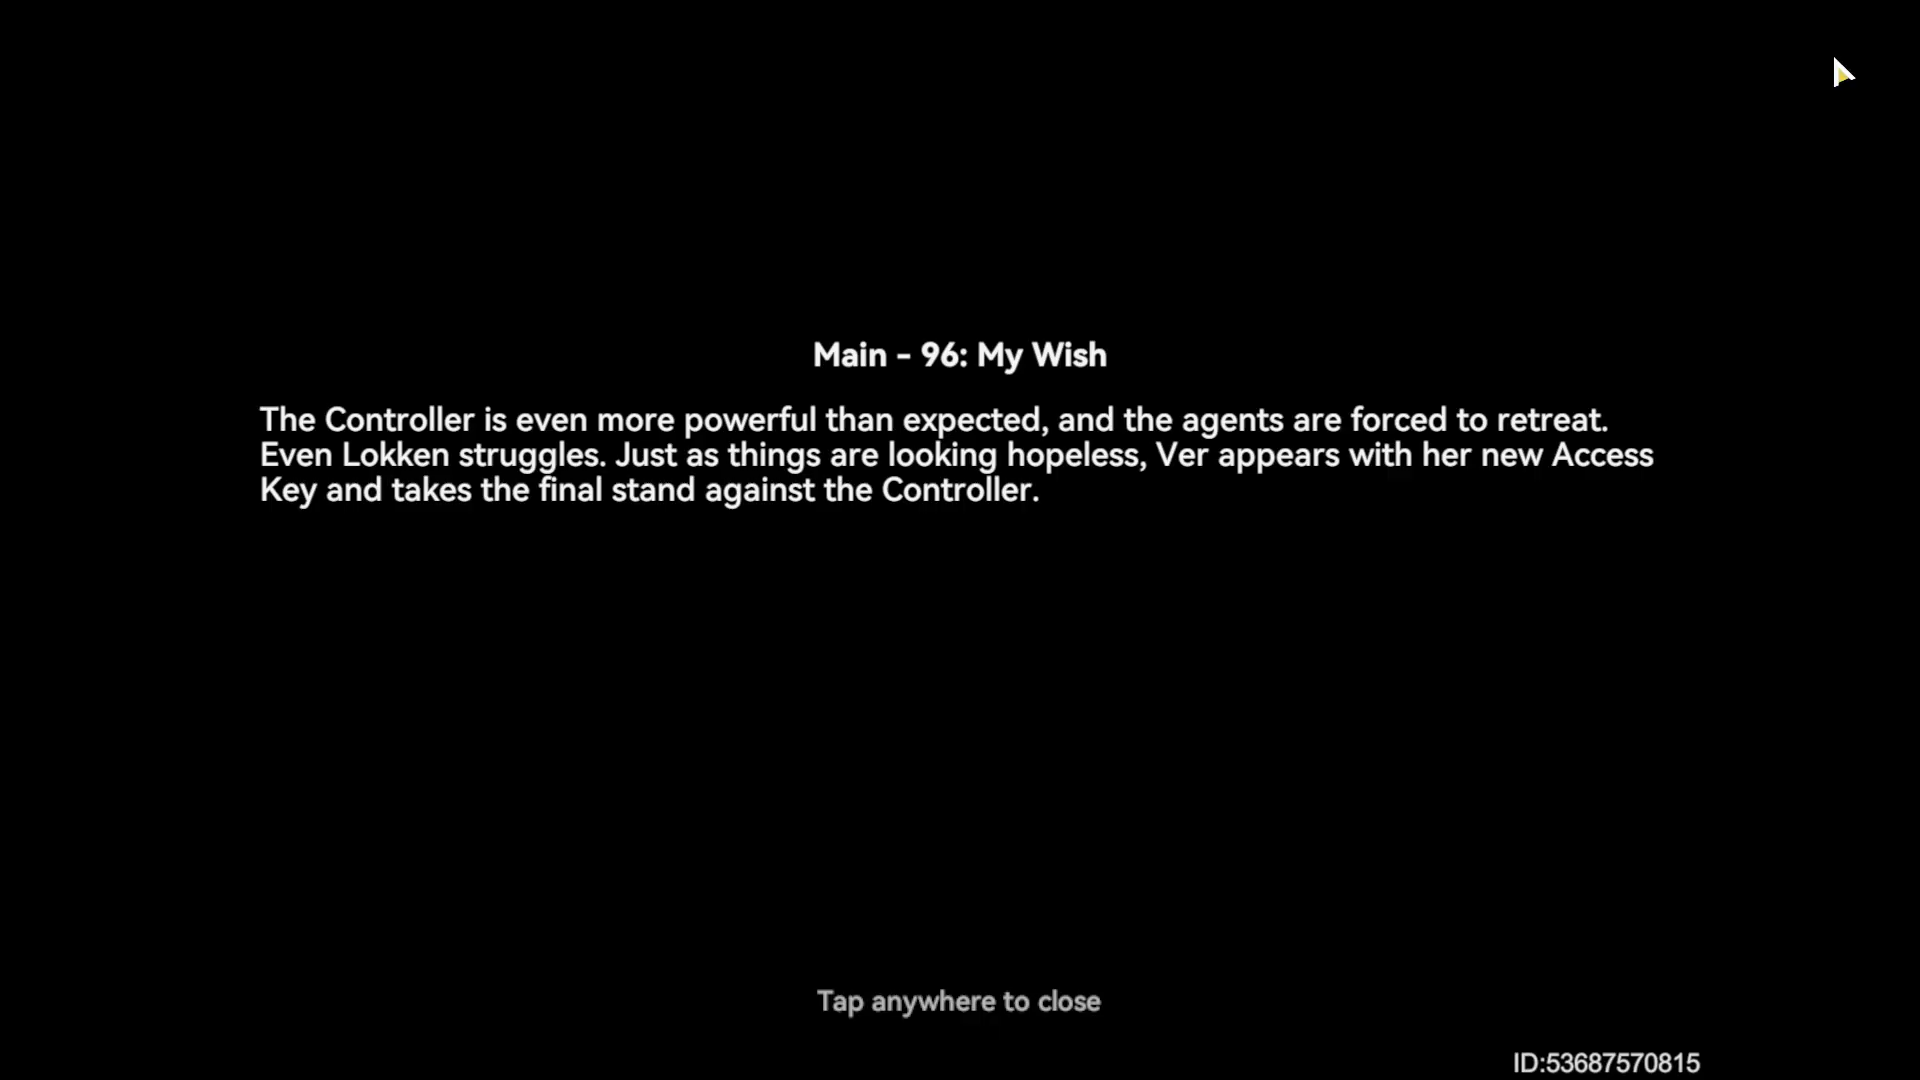 Main - 96: My Wish
The Controller is even more powerful than expected, and the agents are forced to retreat.
Even Lokken struggles. Just as things are looking hopeless, Ver appears with her new Access
Key and takes the final stand against the Controller.
Tap anywhere to close
ID:53687570815